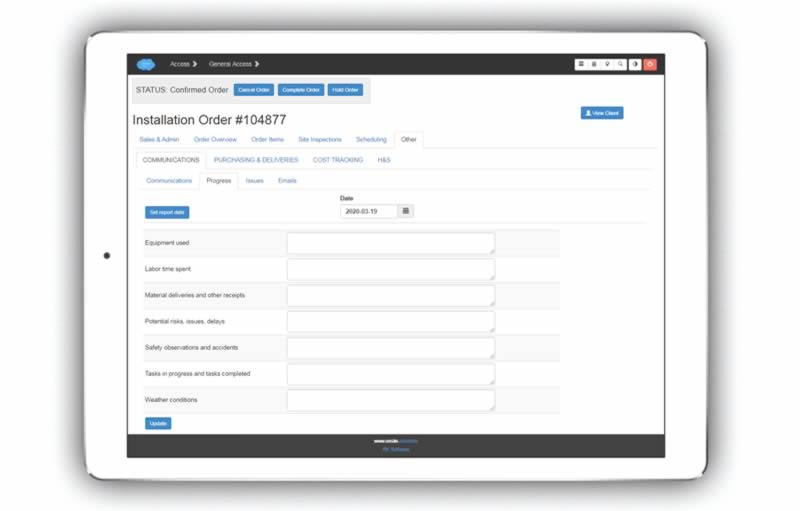 Access General Access
STATUS: Confirmed Order Cancel Order Complete Order Hold Order
Installation Order #104877
View Client
Sales & Admin Order Overview Order Items Site Inspections Scheduling Other
COMMUNICATIONS PURCHASING & DELIVERIES COST TRACKING H&S
Communications Progress Issues Emails
Date
Set report date 2020-03-19
Equipment used
Labor time spent
Material deliveries and other receipts
Potential risks, issues, delays
Safety observations and accidents
Tasks in progress and tasks completed
Weather conditions
Update